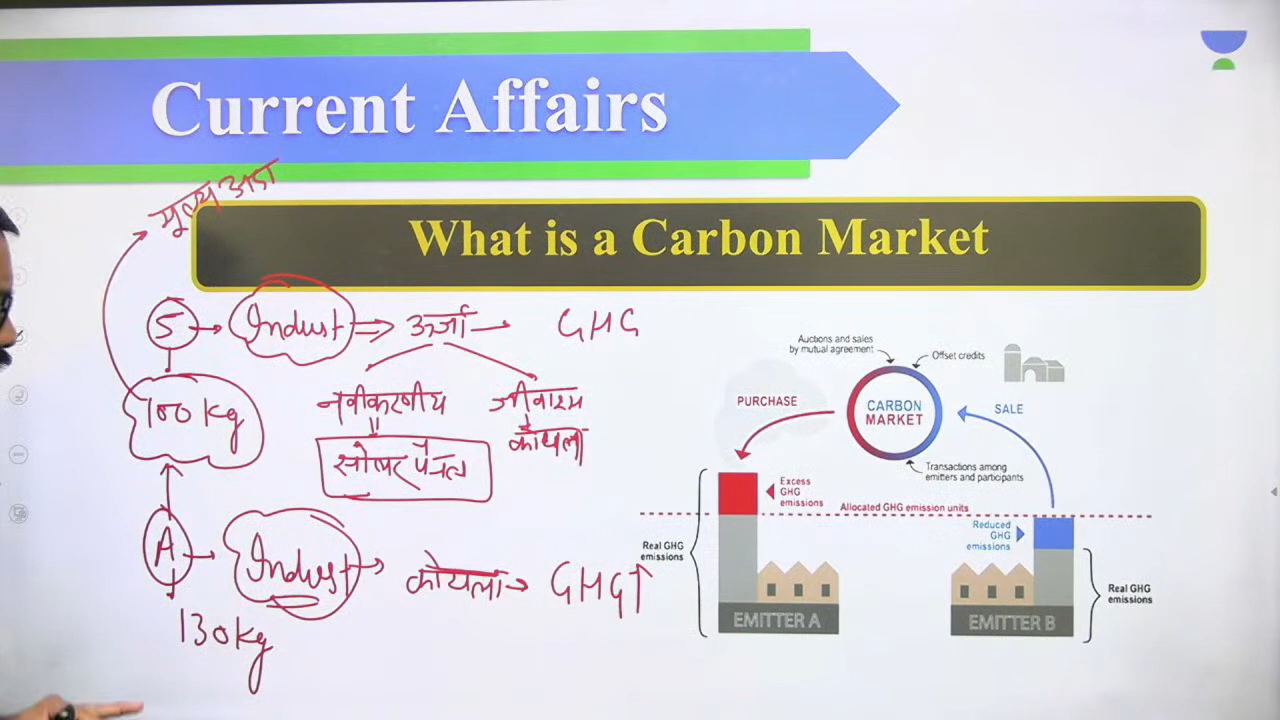 Current Affairs
मूल्य अदा
What is a Carbon Market
S Indust ऊर्जा GHG
100 kg
नवीकरणीय जीवाश्म
कोयला
सोलर पैनल
A Indust कोयला GHG↑
130 kg
Auctions and sales
by mutual agreement
Offset credits
PURCHASE
CARBON
MARKET
SALE
Transactions among
emitters and participants
Excess
GHG
emissions
Allocated GHG emission units
Reduced
GHG
emissions
Real GHG
emissions
Real GHG
emissions
EMITTER A
EMITTER B